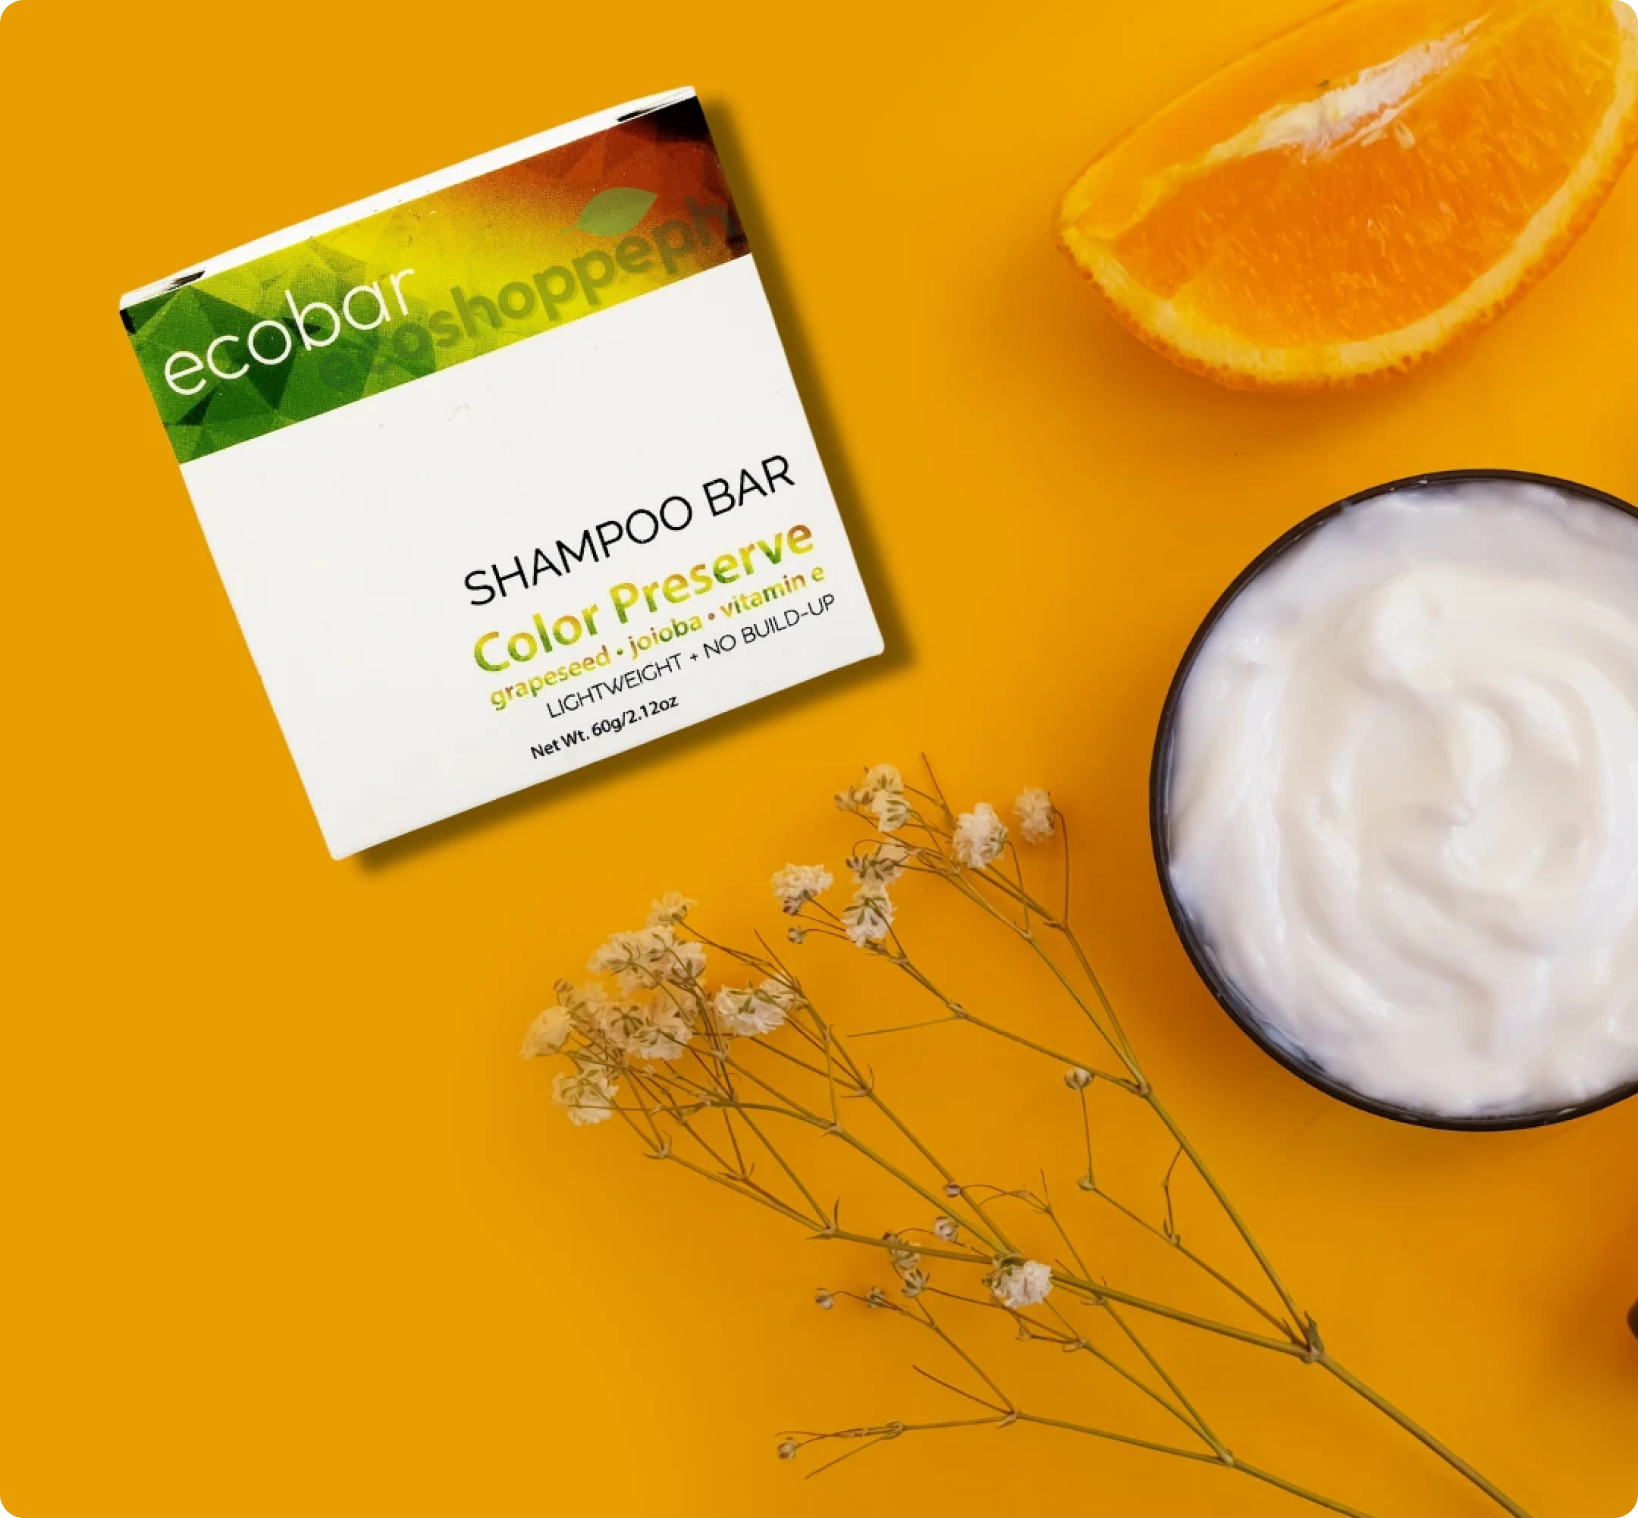 ecobar
ecoshoppeph
SHAMPOO BAR
Color Preserve
grapeseed • jojoba • vitamin e
LIGHTWEIGHT + NO BUILD-UP
Net Wt. 60g/2.12oz